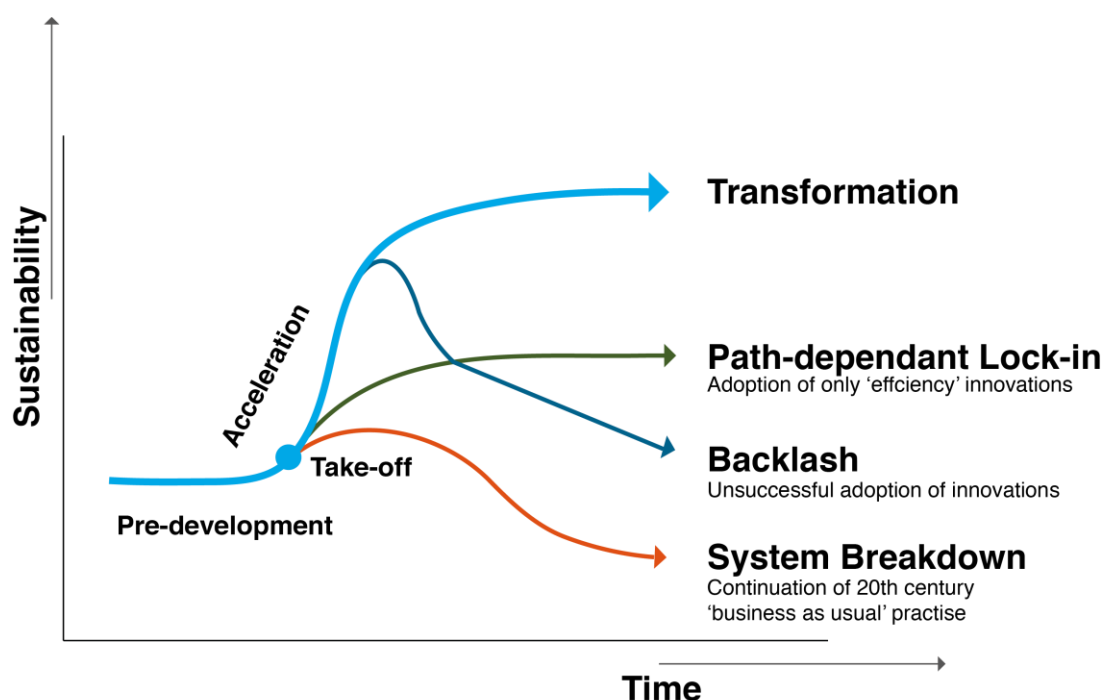 Sustainability
Transformation
Acceleration
Path-dependant Lock-in
Adoption of only ‘effciency’ innovations
Take-off
Backlash
Unsuccessful adoption of innovations
Pre-development
System Breakdown
Continuation of 20th century
‘business as usual’ practise
Time